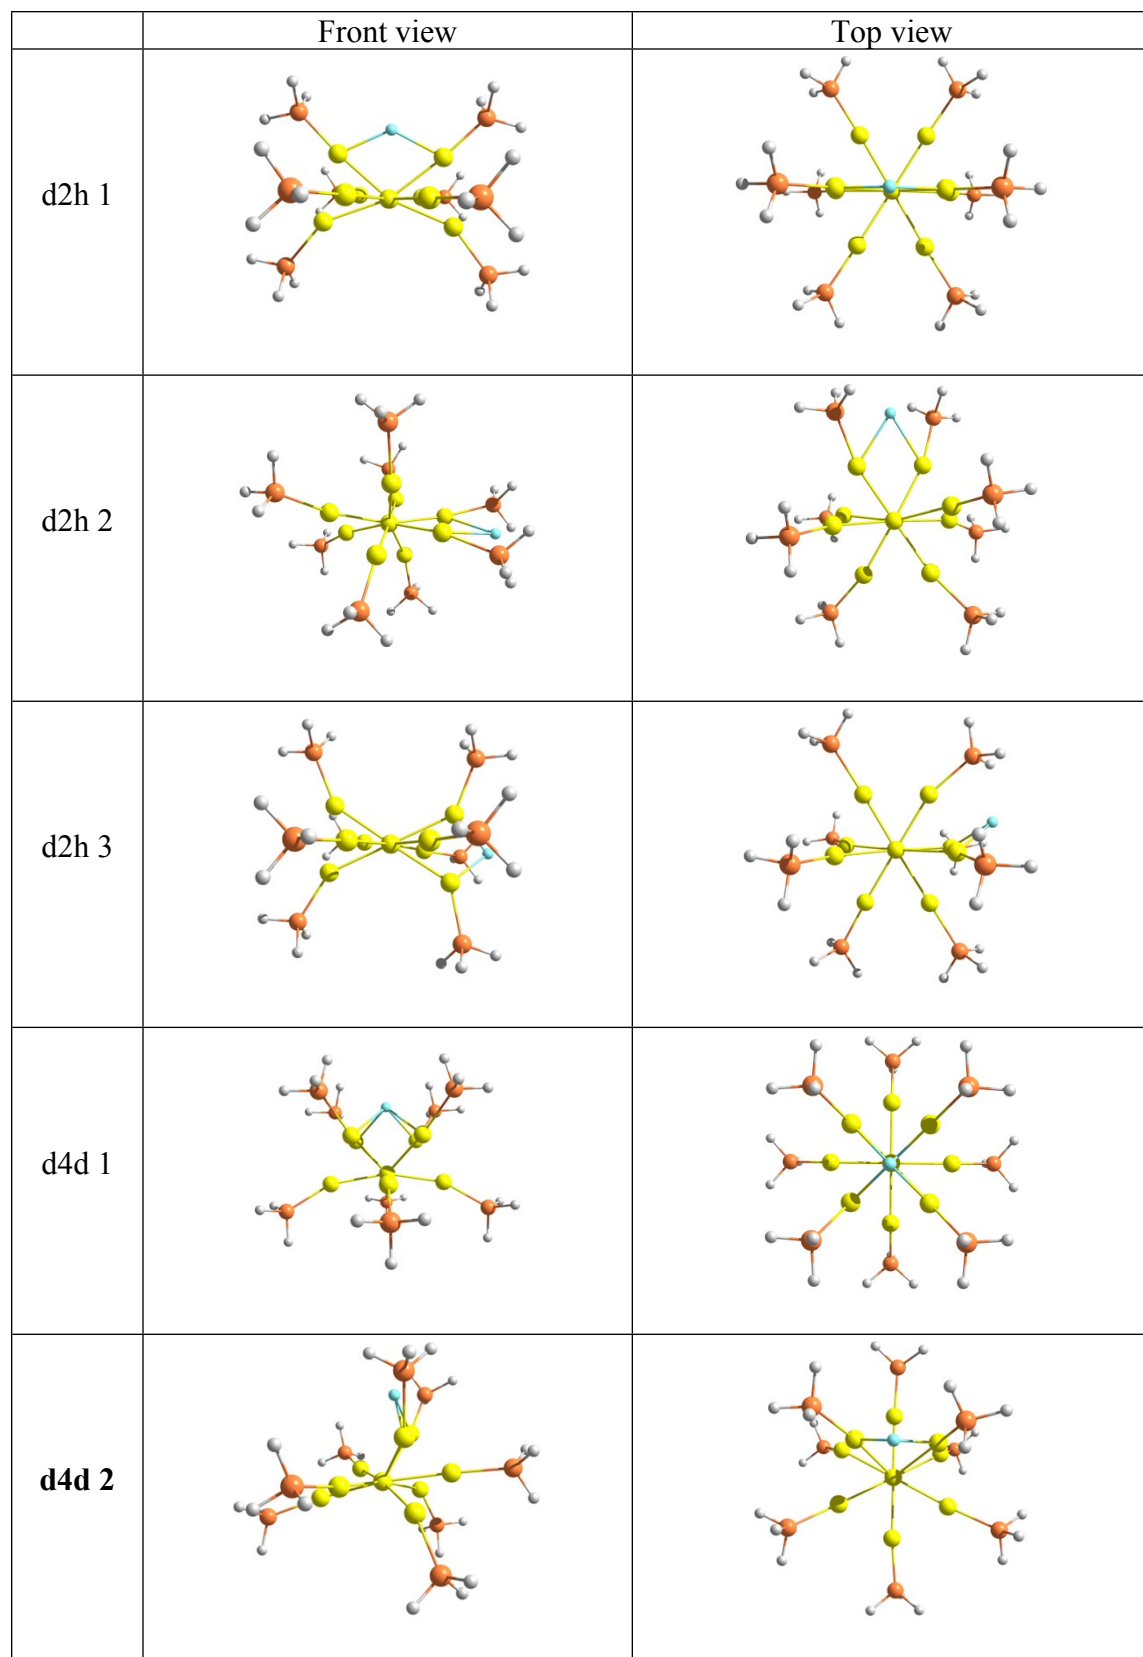 Front view
Top view
d2h 1
d2h 2
d2h 3
d4d 1
d4d 2